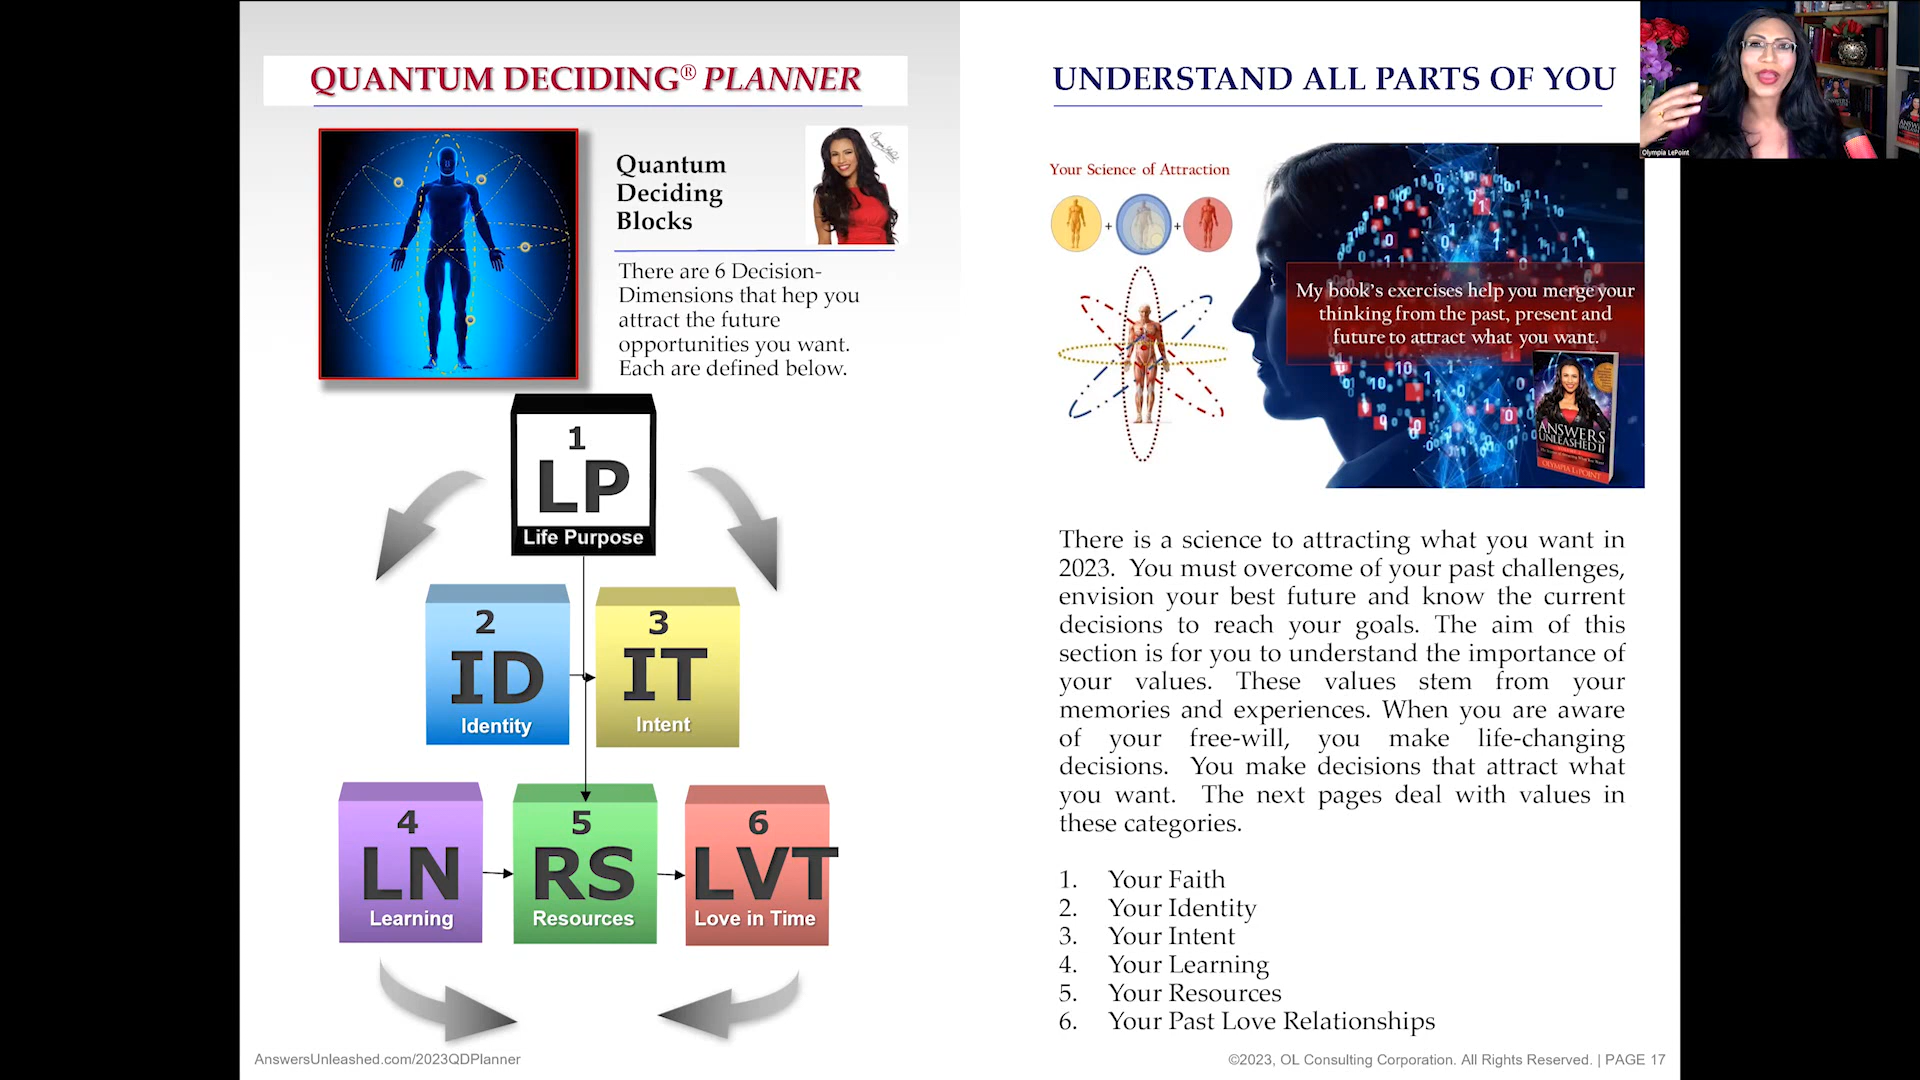 QUANTUM DECIDING® PLANNER
Quantum
Deciding
Blocks
There are 6 Decision-
Dimensions that hep you
attract the future
opportunities you want.
Each are defined below.
1
LP
Life Purpose
2
ID
Identity
3
IT
Intent
4
LN
Learning
5
RS
Resources
6
LVT
Love in Time
AnswersUnleashed.com/2023QDPlanner
UNDERSTAND ALL PARTS OF YOU
Your Science of Attraction
+ +
My book's exercises help you merge your
thinking from the past, present and
future to attract what you want.
ANSWERS
UNLEASHED II
OLYMPIA LEPOINT
There is a science to attracting what you want in
2023. You must overcome of your past challenges,
envision your best future and know the current
decisions to reach your goals. The aim of this
section is for you to understand the importance of
your values. These values stem from your
memories and experiences. When you are aware
of your free-will, you make life-changing
decisions. You make decisions that attract what
you want. The next pages deal with values in
these categories.
1. Your Faith
2. Your Identity
3. Your Intent
4. Your Learning
5. Your Resources
6. Your Past Love Relationships
©2023, OL Consulting Corporation. All Rights Reserved. | PAGE 17
Olympia LePoint